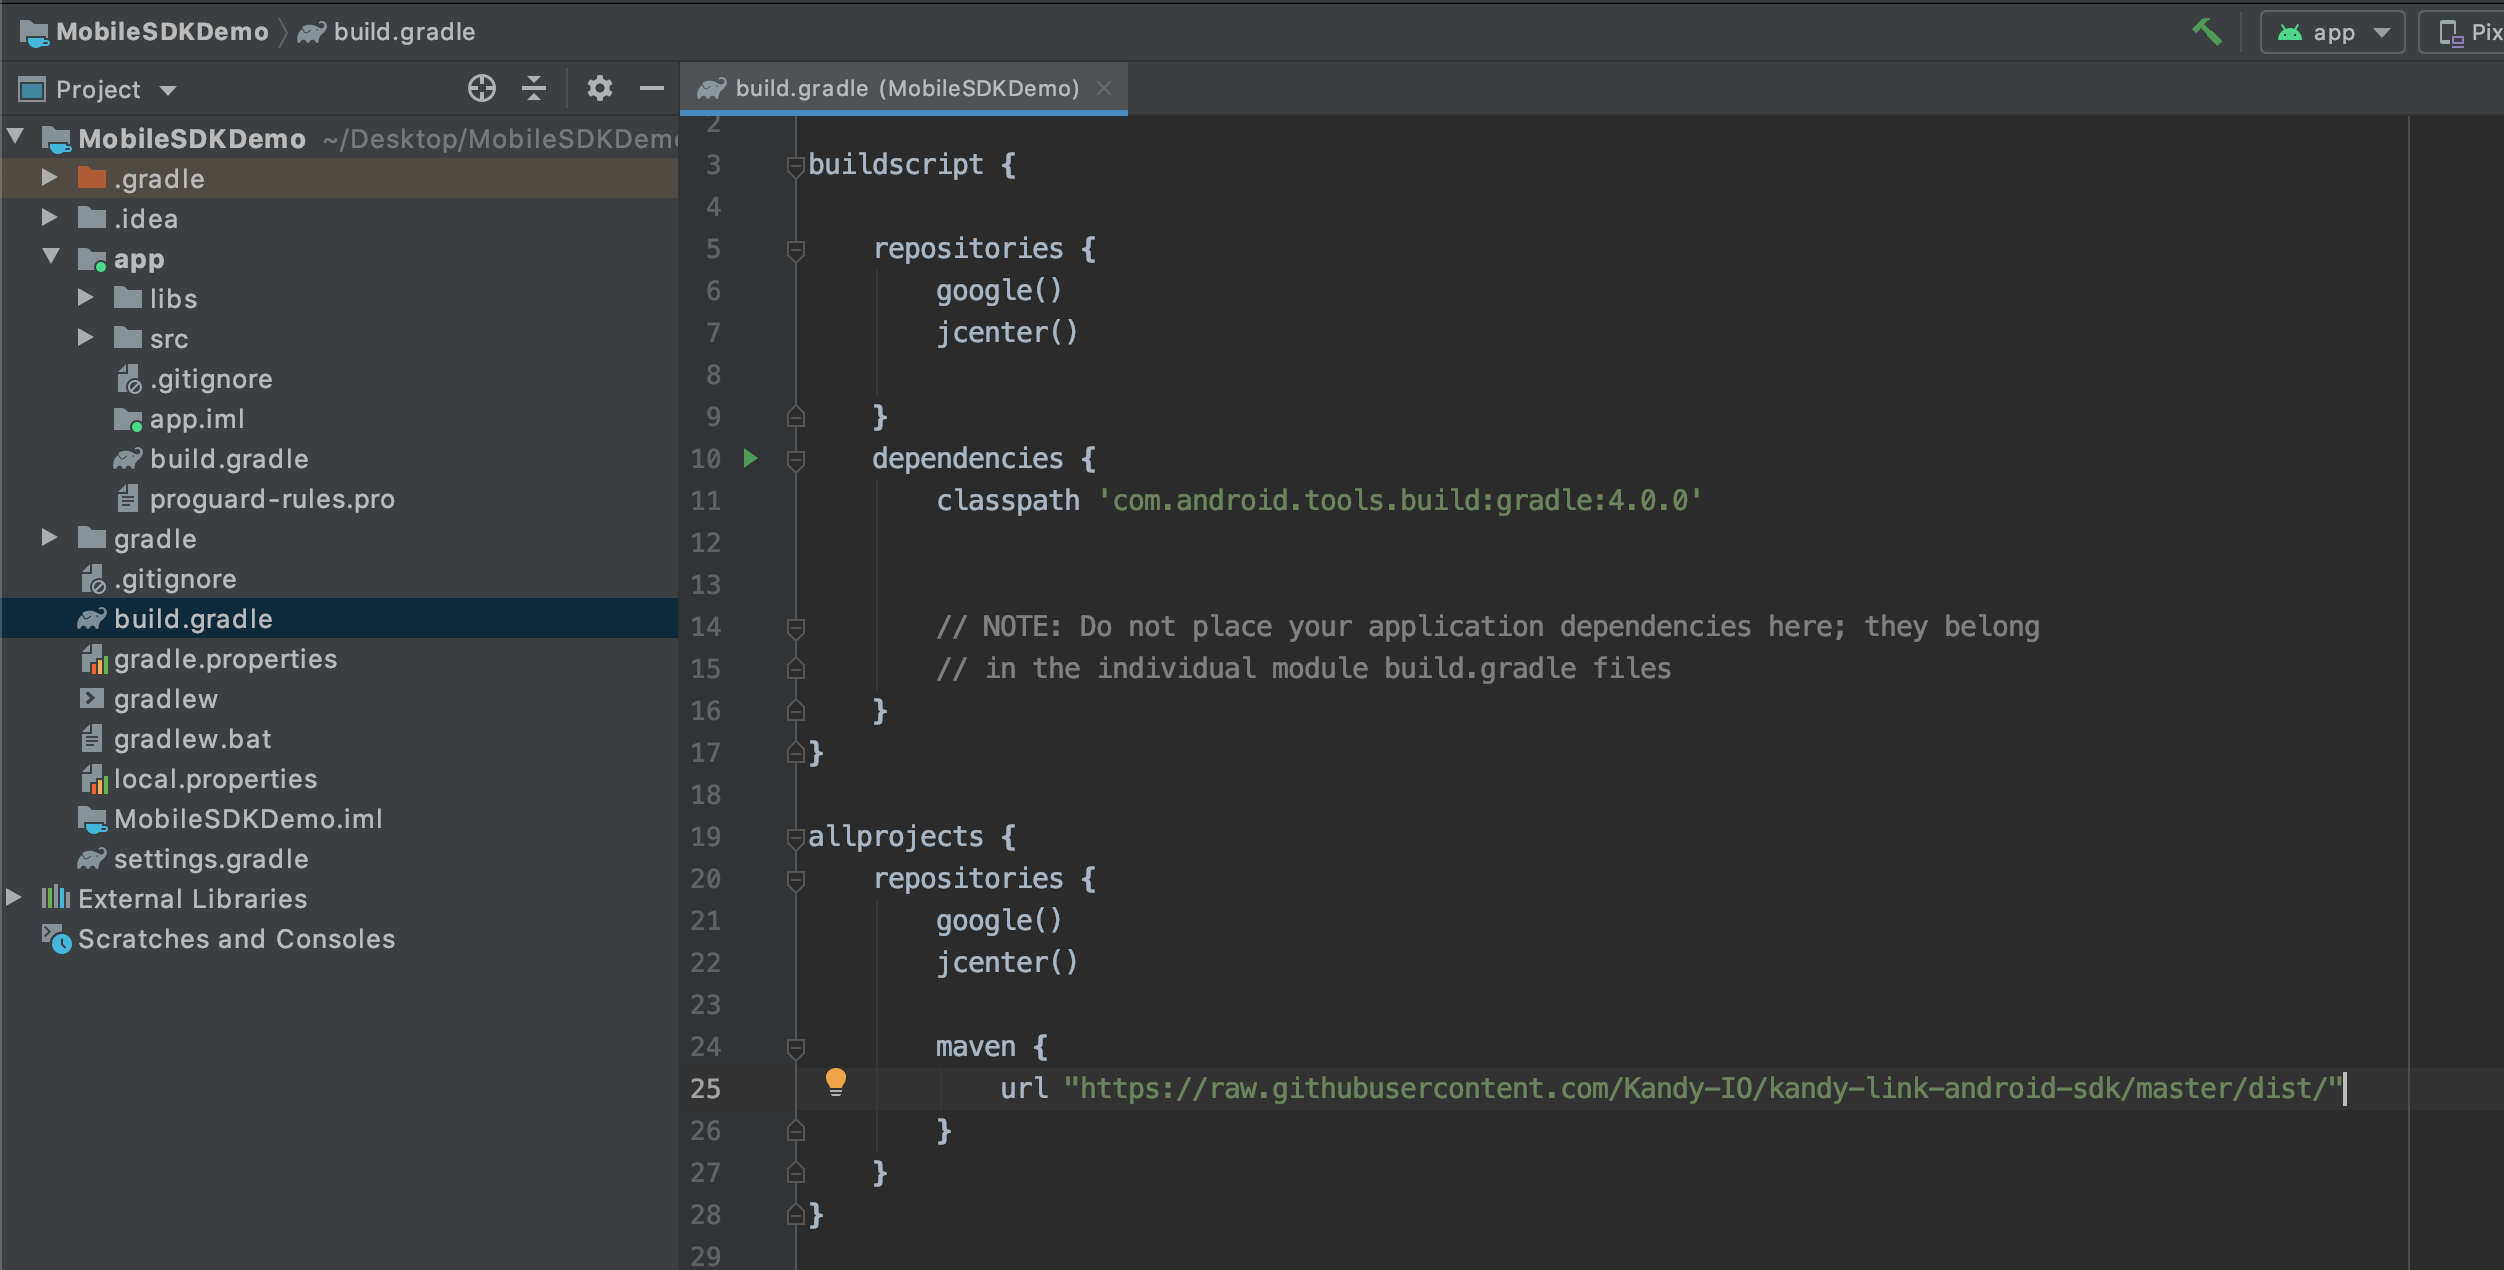 MobileSDKDemo build.gradle
app
Pix
Project
build.gradle (MobileSDKDemo)
MobileSDKDemo ~/Desktop/MobileSDKDem
.gradle
.idea
app
libs
src
.gitignore
app.iml
build.gradle
proguard-rules.pro
gradle
.gitignore
build.gradle
gradle.properties
gradlew
gradlew.bat
local.properties
MobileSDKDemo.iml
settings.gradle
External Libraries
Scratches and Consoles
2
3 buildscript {
4
5 repositories {
6 google()
7 jcenter()
8
9 }
10 dependencies {
11 classpath 'com.android.tools.build:gradle:4.0.0'
12
13
14 // NOTE: Do not place your application dependencies here; they belong
15 // in the individual module build.gradle files
16 }
17 }
18
19 allprojects {
20 repositories {
21 google()
22 jcenter()
23
24 maven {
25 url "https://raw.githubusercontent.com/Kandy-IO/kandy-link-android-sdk/master/dist/"
26 }
27 }
28 }
29